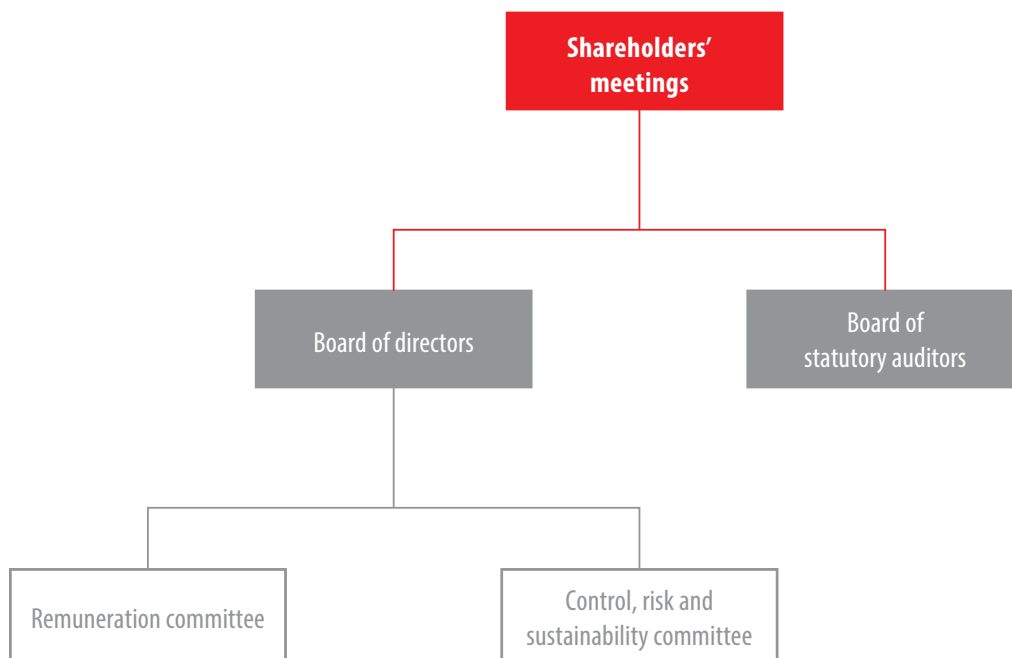 Shareholders’
meetings
Board of directors
Board of
statutory auditors
Remuneration committee
Control, risk and
sustainability committee